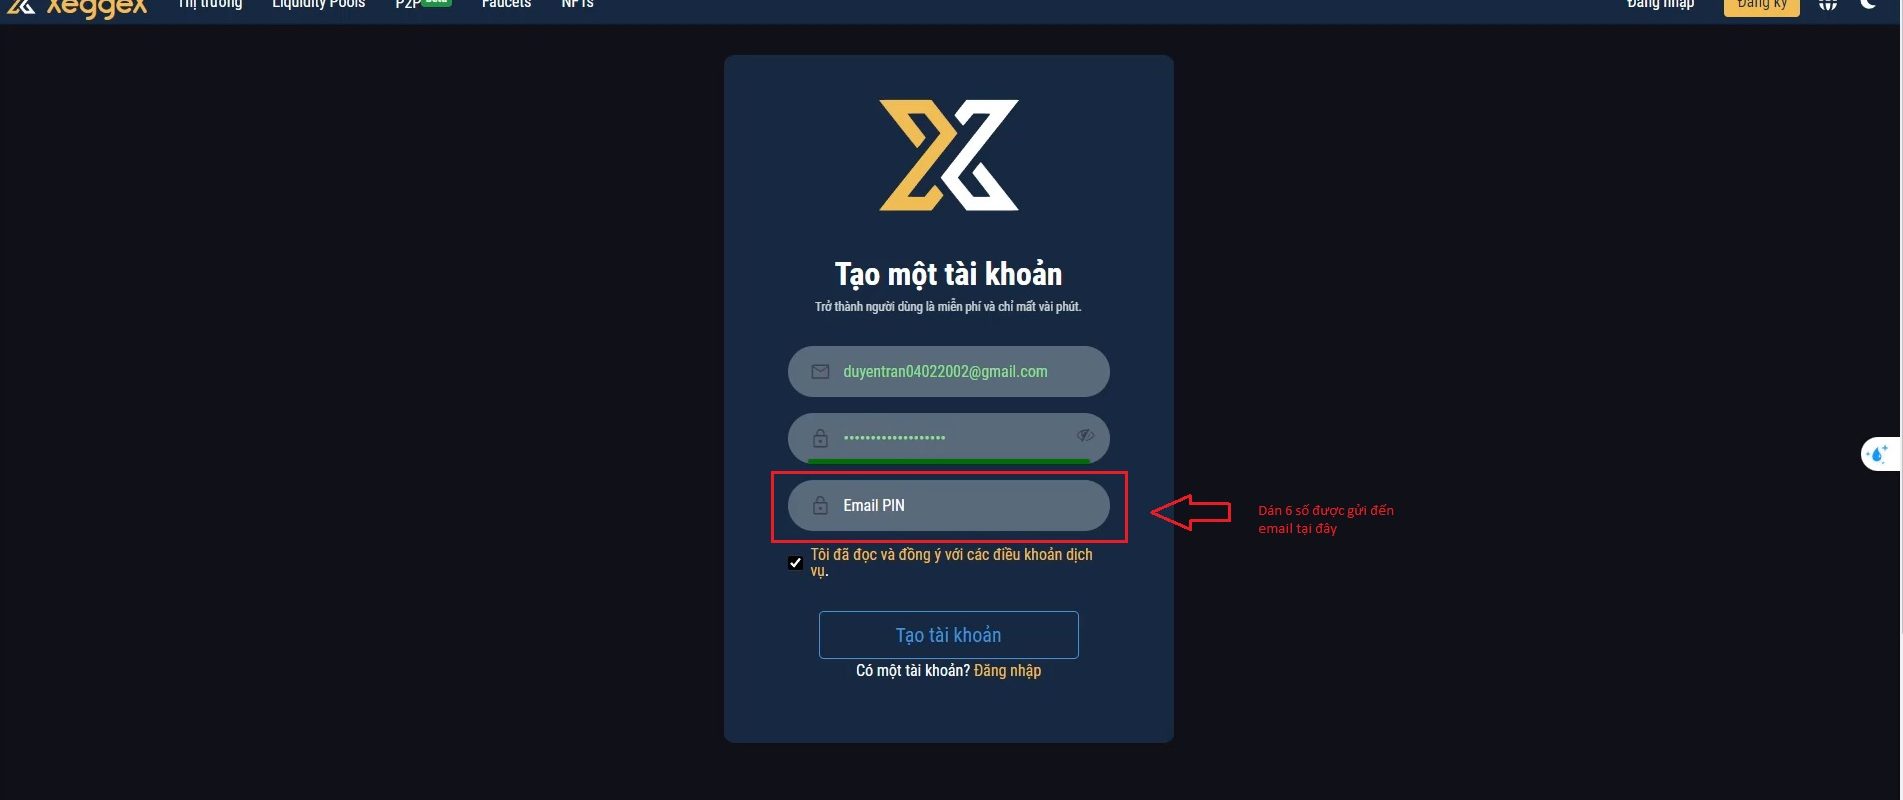 XeggeX Thị trường Liquidity Pools P2P Beta Faucets NFTs Đăng nhập Đăng ký
Tạo một tài khoản
Trở thành người dùng là miễn phí và chỉ mất vài phút.
duyentran04022002@gmail.com
Email PIN
Dán 6 số được gửi đến
email tại đây
Tôi đã đọc và đồng ý với các điều khoản dịch
vụ.
Tạo tài khoản
Có một tài khoản? Đăng nhập